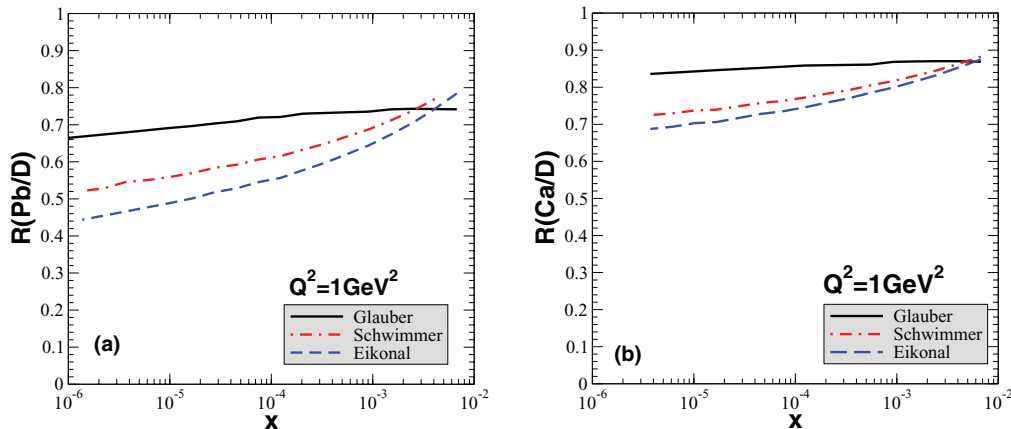 1
0.9
0.8
0.7
0.6
0.5
0.4
0.3
0.2
0.1
0
R(Pb/D)
Q²=1GeV²
Glauber
Schwimmer
Eikonal
(a)
10⁻⁶ 10⁻⁵ 10⁻⁴ 10⁻³ 10⁻²
x
1
0.9
0.8
0.7
0.6
0.5
0.4
0.3
0.2
0.1
0
R(Ca/D)
Q²=1GeV²
Glauber
Schwimmer
Eikonal
(b)
10⁻⁶ 10⁻⁵ 10⁻⁴ 10⁻³ 10⁻²
x